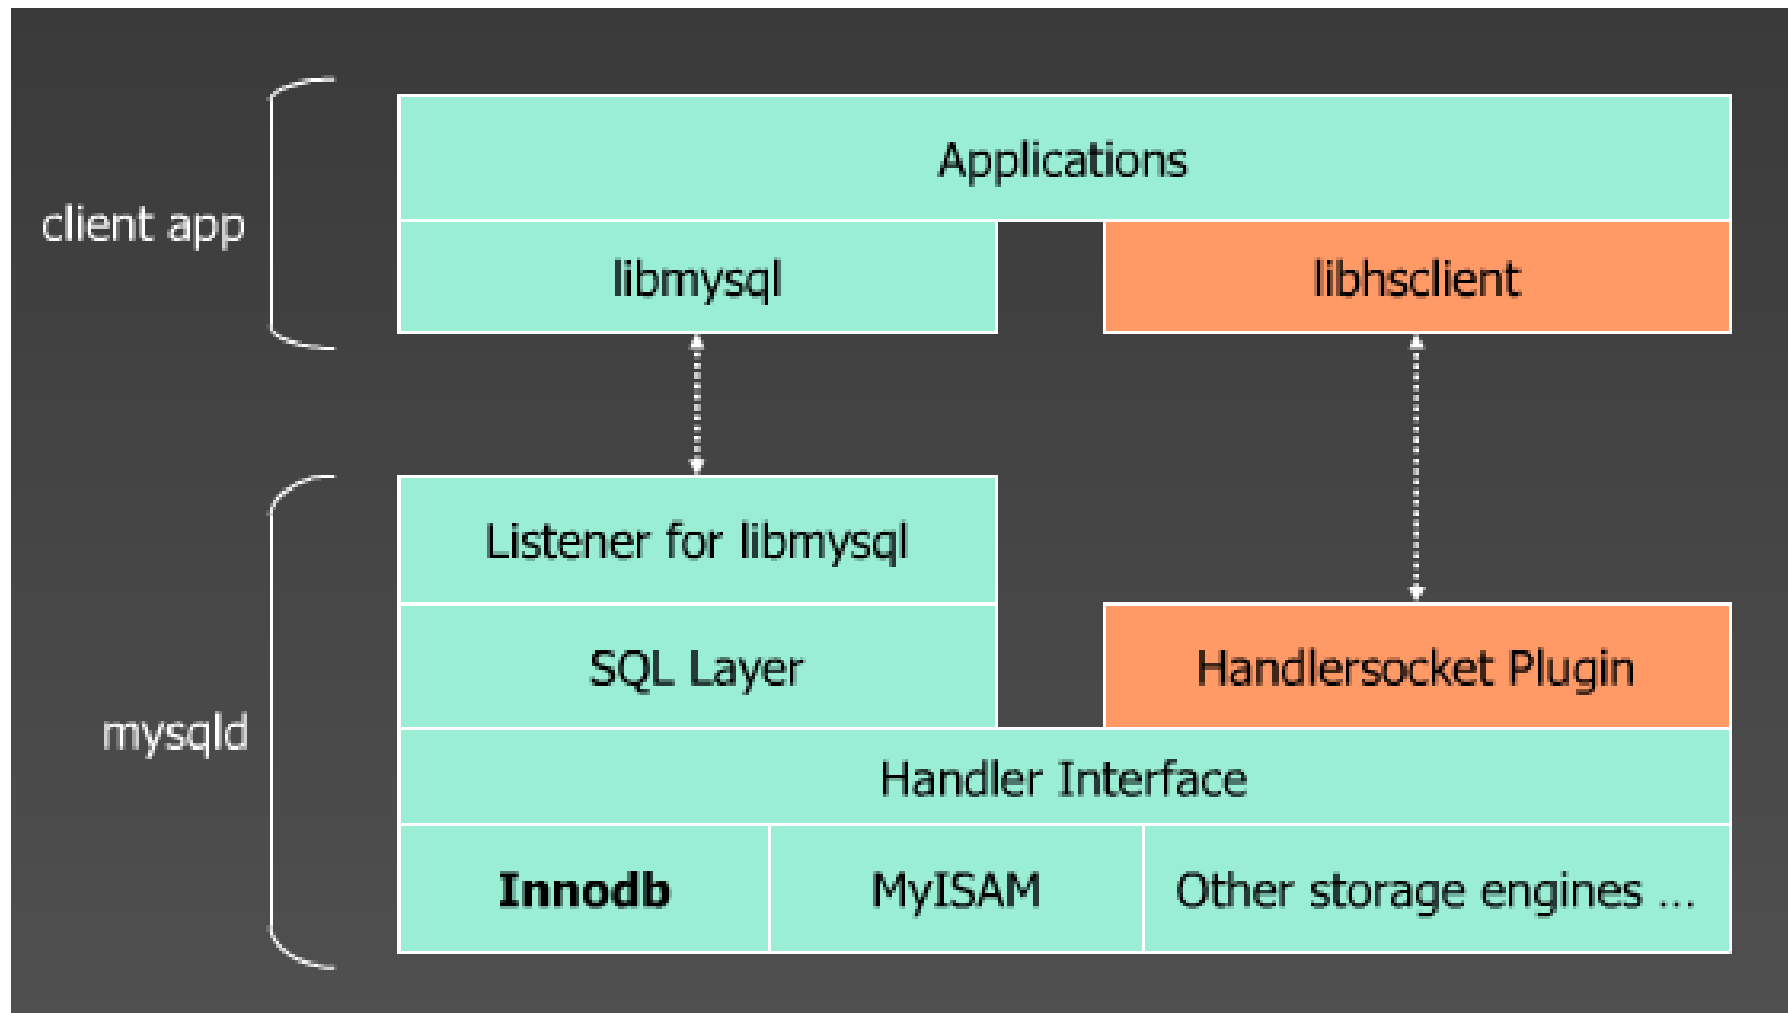 client app
Applications
libmysql
libhsclient
mysqld
Listener for libmysql
SQL Layer
Handlersocket Plugin
Handler Interface
Innodb
MyISAM
Other storage engines ...